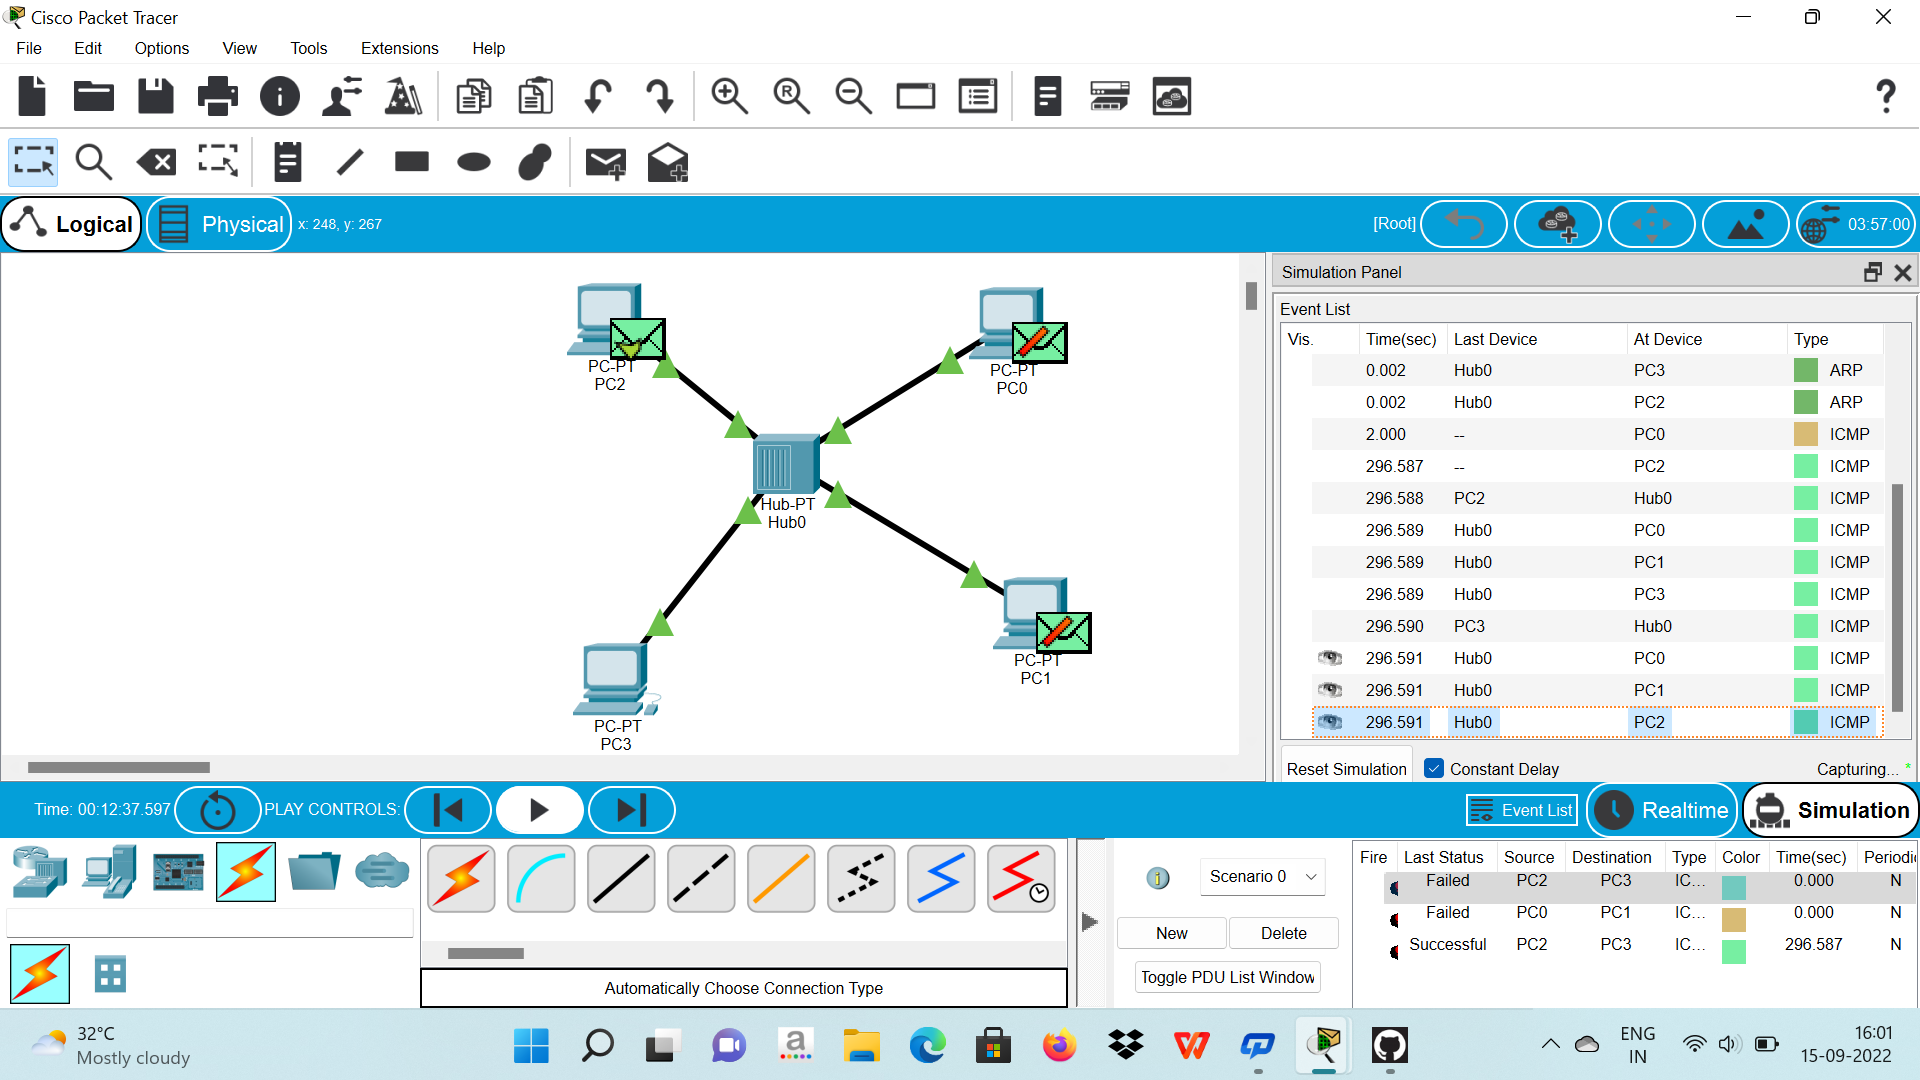 Cisco Packet Tracer
File Edit Options View Tools Extensions Help
Logical Physical x: 248, y: 267 [Root] 03:57:00
Simulation Panel
Event List
Vis. Time(sec) Last Device At Device Type
0.002 Hub0 PC3 ARP
0.002 Hub0 PC2 ARP
2.000 -- PC0 ICMP
296.587 -- PC2 ICMP
296.588 PC2 Hub0 ICMP
296.589 Hub0 PC0 ICMP
296.589 Hub0 PC1 ICMP
296.589 Hub0 PC3 ICMP
296.590 PC3 Hub0 ICMP
296.591 Hub0 PC0 ICMP
296.591 Hub0 PC1 ICMP
296.591 Hub0 PC2 ICMP
Reset Simulation Constant Delay Capturing... *
PC-PT
PC2
PC-PT
PC0
Hub-PT
Hub0
PC-PT
PC1
PC-PT
PC3
Time: 00:12:37.597 PLAY CONTROLS: Event List Realtime Simulation
Automatically Choose Connection Type
Scenario 0
New Delete
Toggle PDU List Window
Fire Last Status Source Destination Type Color Time(sec) Periodi
Failed PC2 PC3 IC... 0.000 N
Failed PC0 PC1 IC... 0.000 N
Successful PC2 PC3 IC... 296.587 N
32°C
Mostly cloudy
ENG
IN
16:01
15-09-2022